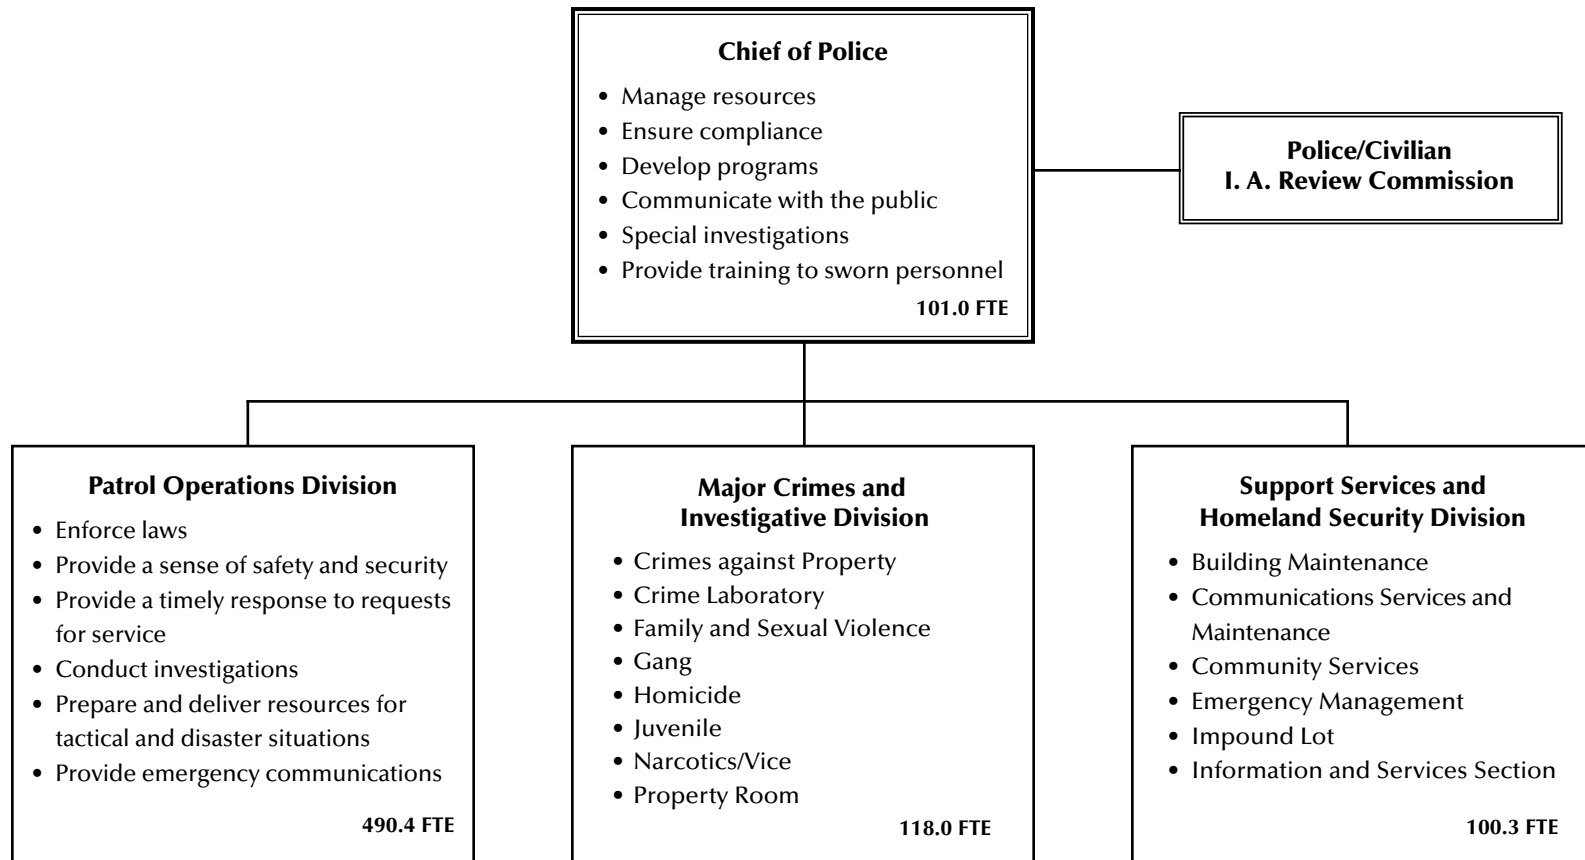 Chief of Police
• Manage resources
• Ensure compliance
• Develop programs
• Communicate with the public
• Special investigations
• Provide training to sworn personnel
101.0 FTE
Police/Civilian
I. A. Review Commission
Patrol Operations Division
• Enforce laws
• Provide a sense of safety and security
• Provide a timely response to requests
for service
• Conduct investigations
• Prepare and deliver resources for
tactical and disaster situations
• Provide emergency communications
490.4 FTE
Major Crimes and
Investigative Division
• Crimes against Property
• Crime Laboratory
• Family and Sexual Violence
• Gang
• Homicide
• Juvenile
• Narcotics/Vice
• Property Room
118.0 FTE
Support Services and
Homeland Security Division
• Building Maintenance
• Communications Services and
Maintenance
• Community Services
• Emergency Management
• Impound Lot
• Information and Services Section
100.3 FTE